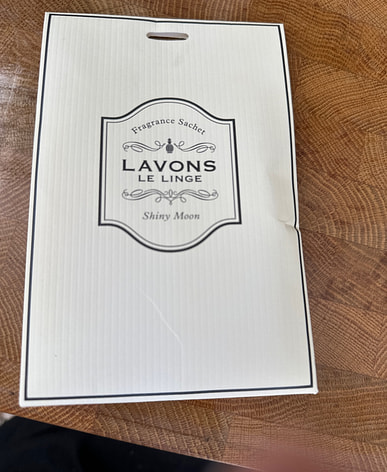 Fragrance Sachet
LAVONS
LE LINGE
Shiny Moon